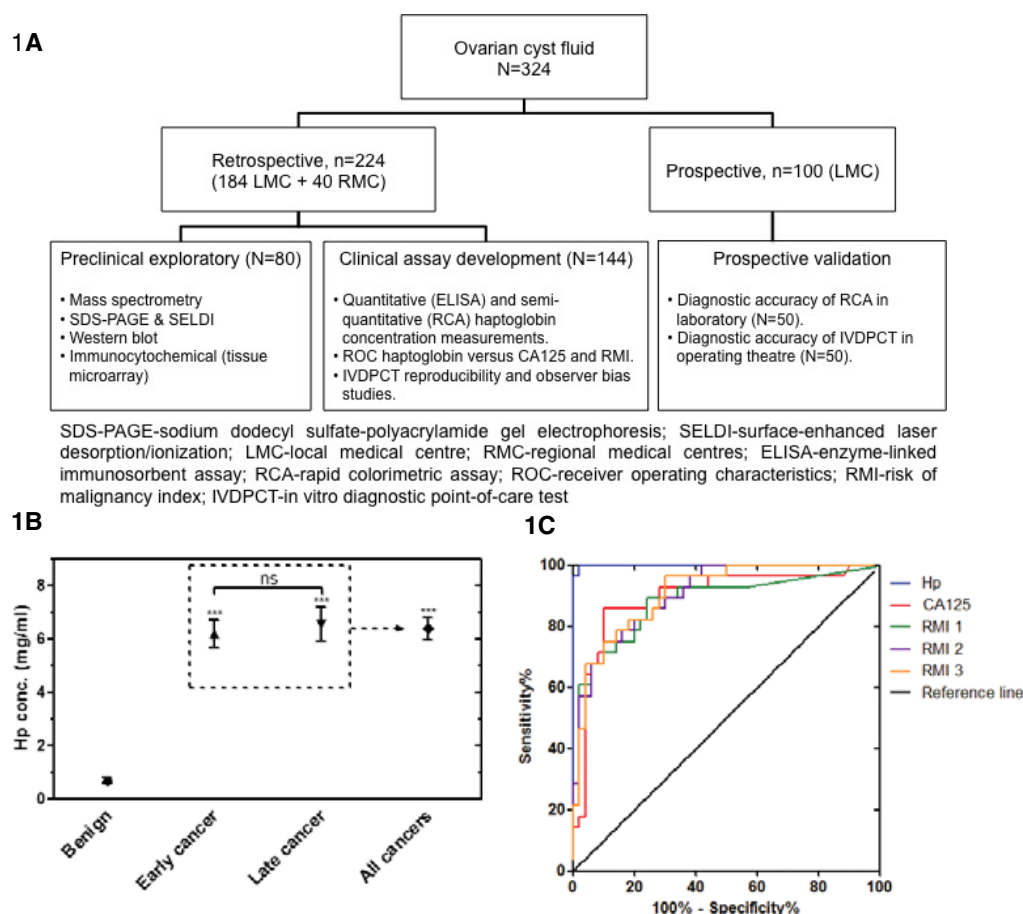 1A
Ovarian cyst fluid
N=324
Retrospective, n=224
(184 LMC + 40 RMC)
Prospective, n=100 (LMC)
Preclinical exploratory (N=80)
• Mass spectrometry
• SDS-PAGE & SELDI
• Western blot
• Immunocytochemical (tissue
microarray)
Clinical assay development (N=144)
• Quantitative (ELISA) and semi-
quantitative (RCA) haptoglobin
concentration measurements.
• ROC haptoglobin versus CA125 and RMI.
• IVDPCT reproducibility and observer bias
studies.
Prospective validation
• Diagnostic accuracy of RCA in
laboratory (N=50).
• Diagnostic accuracy of IVDPCT in
operating theatre (N=50).
SDS-PAGE-sodium dodecyl sulfate-polyacrylamide gel electrophoresis; SELDI-surface-enhanced laser
desorption/ionization; LMC-local medical centre; RMC-regional medical centres; ELISA-enzyme-linked
immunosorbent assay; RCA-rapid colorimetric assay; ROC-receiver operating characteristics; RMI-risk of
malignancy index; IVDPCT-in vitro diagnostic point-of-care test
1B
Hp conc. (mg/ml)
8
6
4
2
0
ns
***
***
***
Benign
Early cancer
Late cancer
All cancers
1C
Sensitivity%
100
80
60
40
20
0
0
20
40
60
80
100
100% - Specificity%
Hp
CA125
RMI 1
RMI 2
RMI 3
Reference line